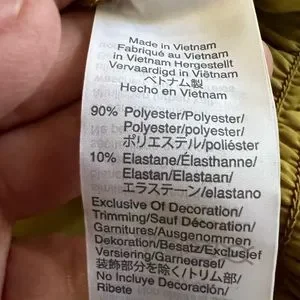 Made in Vietnam
Fabriqué au Vietnam
in Vietnam Hergestellt
Vervaardigd in Viëtnam
ベトナム製
Hecho en Vietnam
90% Polyester/Polyester/
Polyester/polyester/
ポリエステル/poliéster
10% Elastane/Élasthanne/
Elastan/Elastaan/
エラステーン/elastano
Exclusive Of Decoration/
Trimming/Sauf Décoration/
Garnitures/Ausgenommen
Dekoration/Besatz/Exclusief
Versiering/Garneersel/
装飾部分を除く/トリム部/
No Incluye Decoración/
Ribete